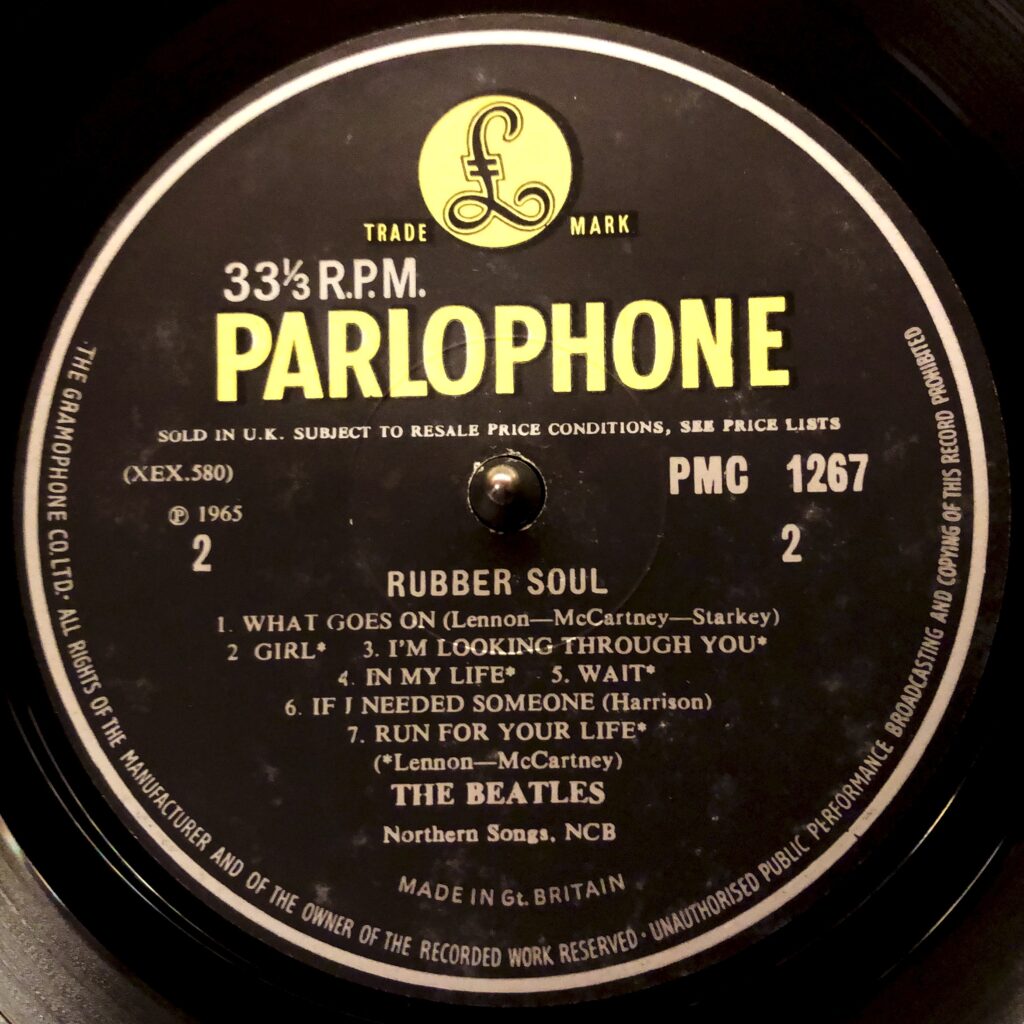 £
TRADE MARK
33⅓ R.P.M.
PARLOPHONE
SOLD IN U.K. SUBJECT TO RESALE PRICE CONDITIONS, SEE PRICE LISTS
(XEX.580) PMC 1267
℗ 1965
2 2
RUBBER SOUL
1. WHAT GOES ON (Lennon—McCartney—Starkey)
2 GIRL* 3. I'M LOOKING THROUGH YOU*
4. IN MY LIFE* 5. WAIT*
6. IF I NEEDED SOMEONE (Harrison)
7. RUN FOR YOUR LIFE*
(*Lennon—McCartney)
THE BEATLES
Northern Songs, NCB
MADE IN Gt. BRITAIN
THE GRAMOPHONE CO. LTD. · ALL RIGHTS OF THE MANUFACTURER AND OF THE OWNER OF THE RECORDED WORK RESERVED · UNAUTHORISED PUBLIC PERFORMANCE BROADCASTING AND COPYING OF THIS RECORD PROHIBITED